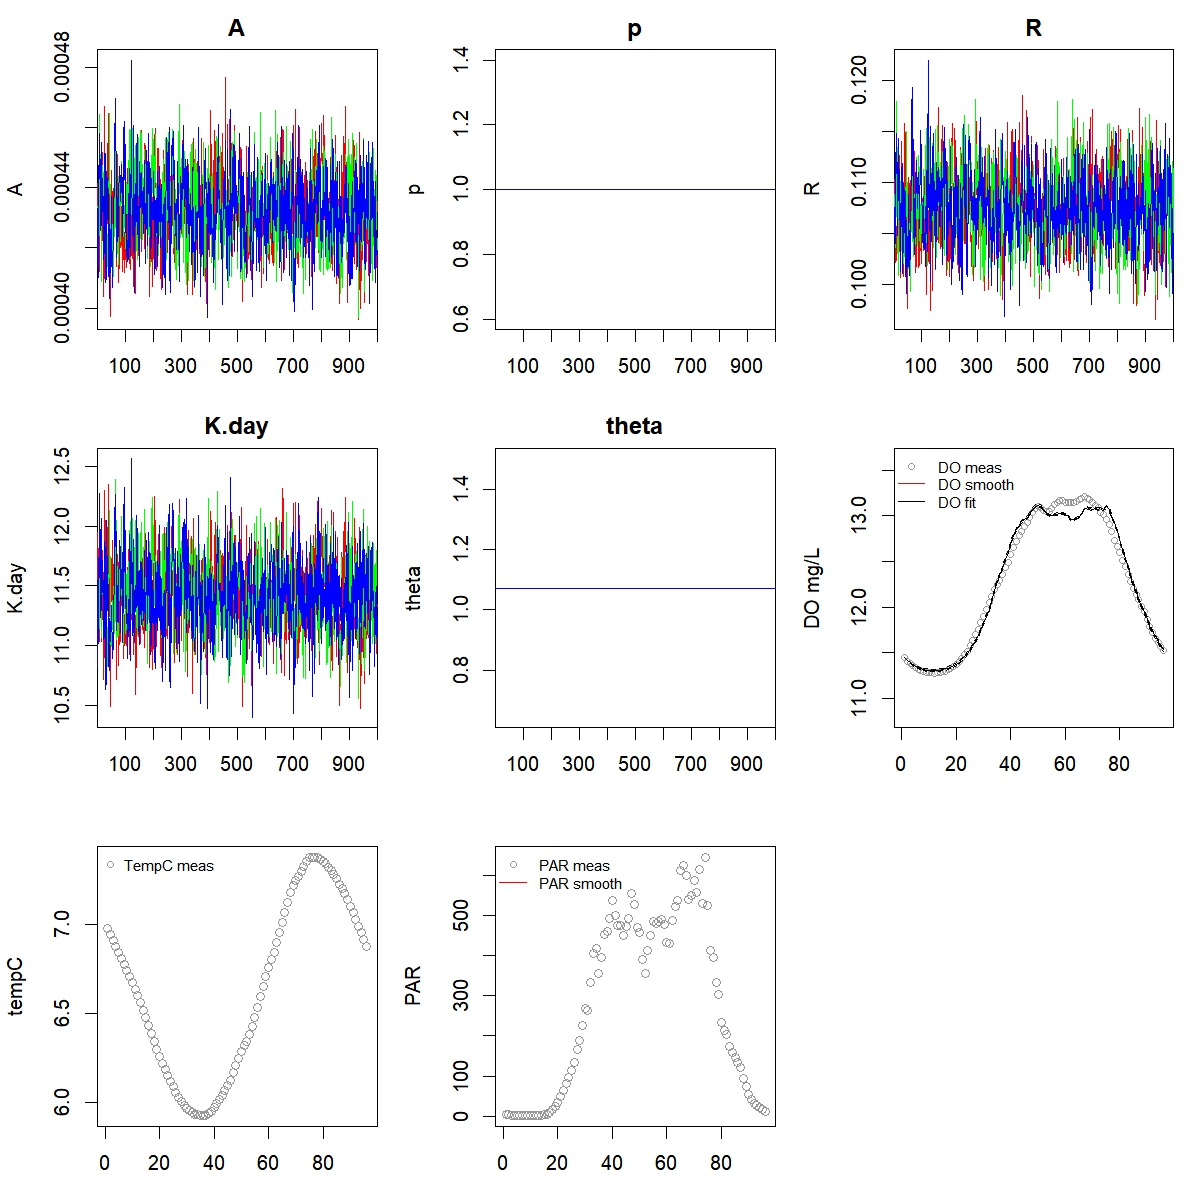 A
A
0.00040 0.00044 0.00048
100 300 500 700 900
p
p
0.6 0.8 1.0 1.2 1.4
100 300 500 700 900
R
R
0.100 0.110 0.120
100 300 500 700 900
K.day
K.day
10.5 11.0 11.5 12.0 12.5
100 300 500 700 900
theta
theta
0.8 1.0 1.2 1.4
100 300 500 700 900
DO mg/L
11.0 12.0 13.0
DO meas
DO smooth
DO fit
0 20 40 60 80
tempC
6.0 6.5 7.0
TempC meas
0 20 40 60 80
PAR
0 100 300 500
PAR meas
PAR smooth
0 20 40 60 80